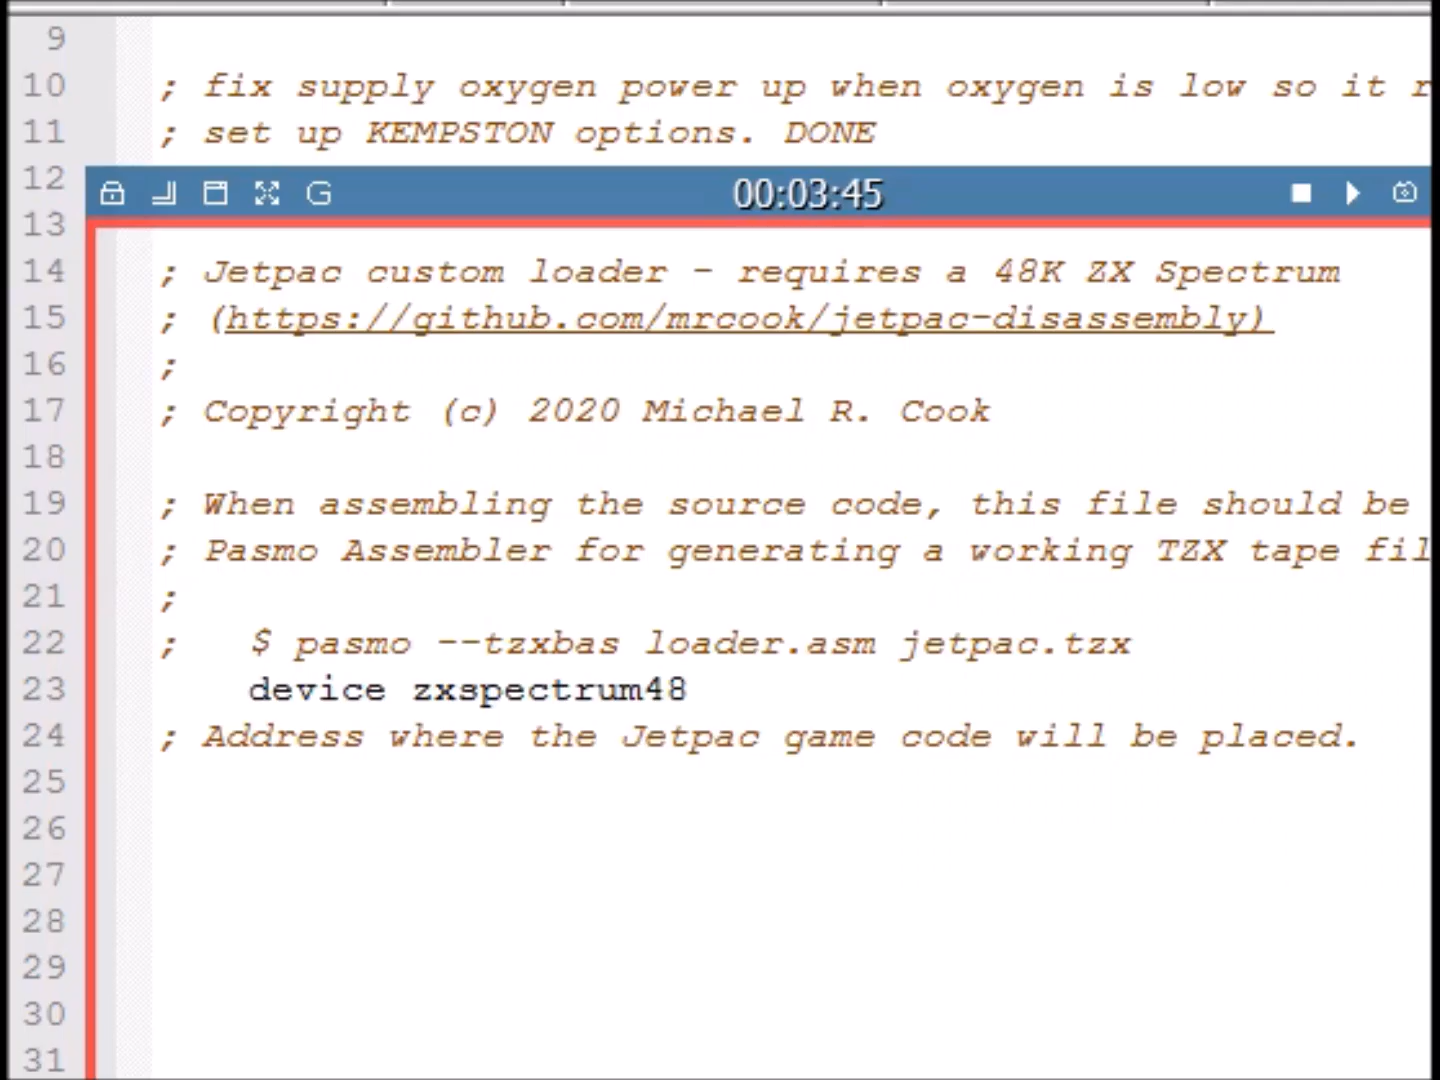 9
10 ; fix supply oxygen power up when oxygen is low so it
11 ; set up KEMPSTON options. DONE
12
00:03:45
13
14 ; Jetpac custom loader - requires a 48K ZX Spectrum
15 ; (https://github.com/mrcook/jetpac-disassembly)
16 ;
17 ; Copyright (c) 2020 Michael R. Cook
18
19 ; When assembling the source code, this file should be
20 ; Pasmo Assembler for generating a working TZX tape fil
21 ;
22 ; $ pasmo --tzxbas loader.asm jetpac.tzx
23 device zxspectrum48
24 ; Address where the Jetpac game code will be placed.
25
26
27
28
29
30
31